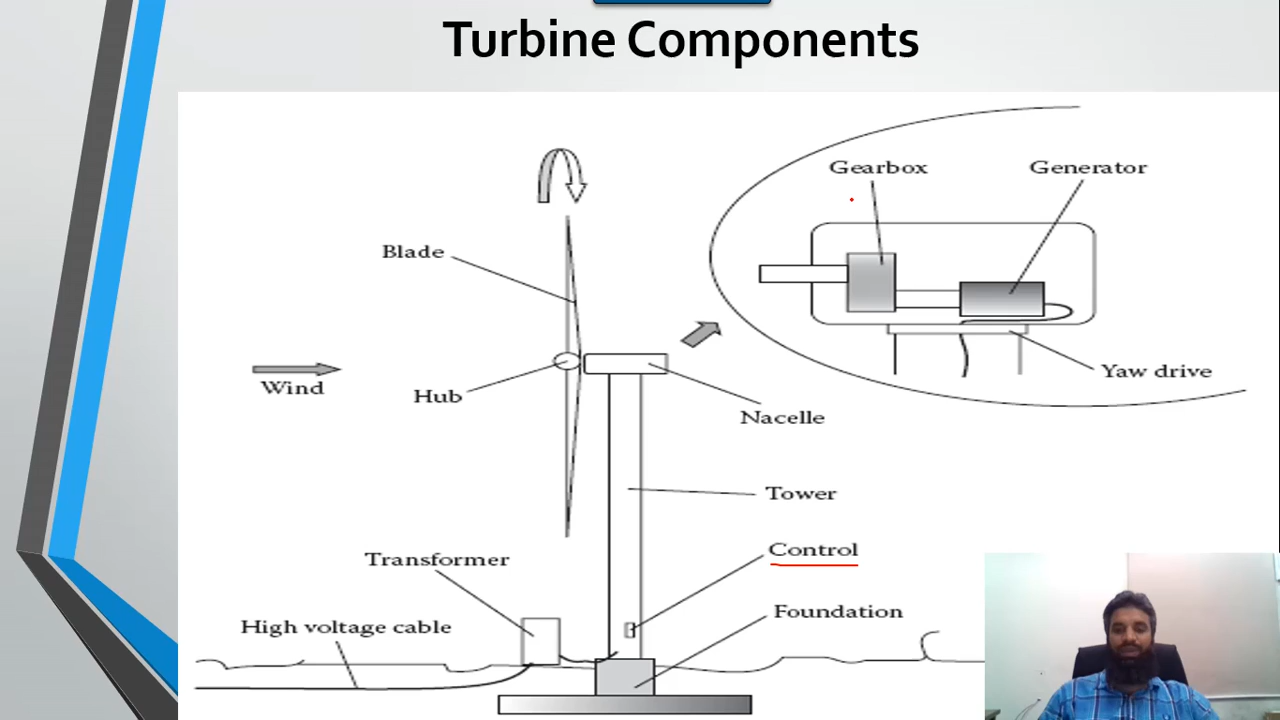 Turbine Components
Gearbox
Generator
Blade
Wind
Hub
Yaw drive
Nacelle
Tower
Control
Transformer
Foundation
High voltage cable